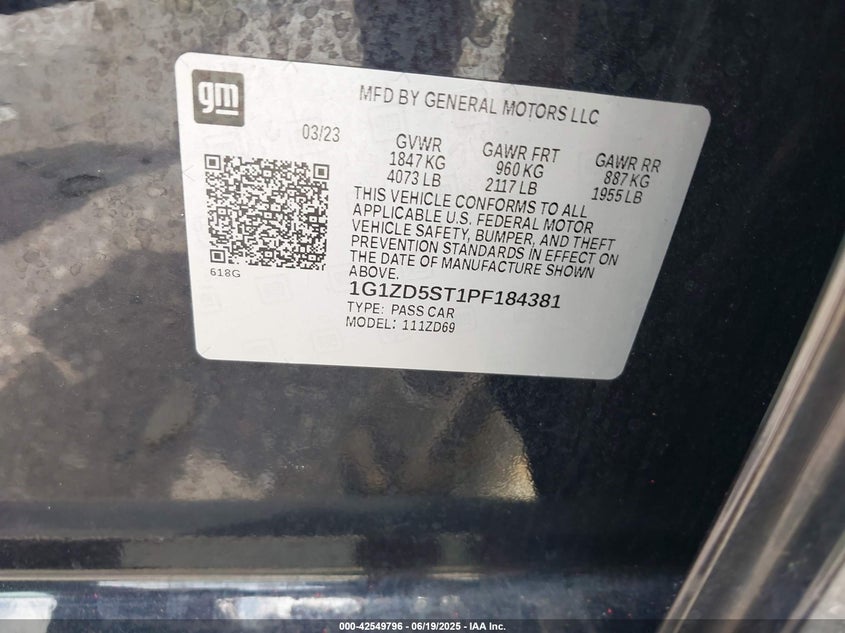 gm
MFD BY GENERAL MOTORS LLC
03/23
GVWR
1847 KG
4073 LB
GAWR FRT
960 KG
2117 LB
GAWR RR
887 KG
1955 LB
THIS VEHICLE CONFORMS TO ALL
APPLICABLE U.S. FEDERAL MOTOR
VEHICLE SAFETY, BUMPER, AND THEFT
PREVENTION STANDARDS IN EFFECT ON
THE DATE OF MANUFACTURE SHOWN
ABOVE.
618G
1G1ZD5ST1PF184381
TYPE: PASS CAR
MODEL: 111ZD69
000-42549796 - 06/19/2025 - IAA Inc.